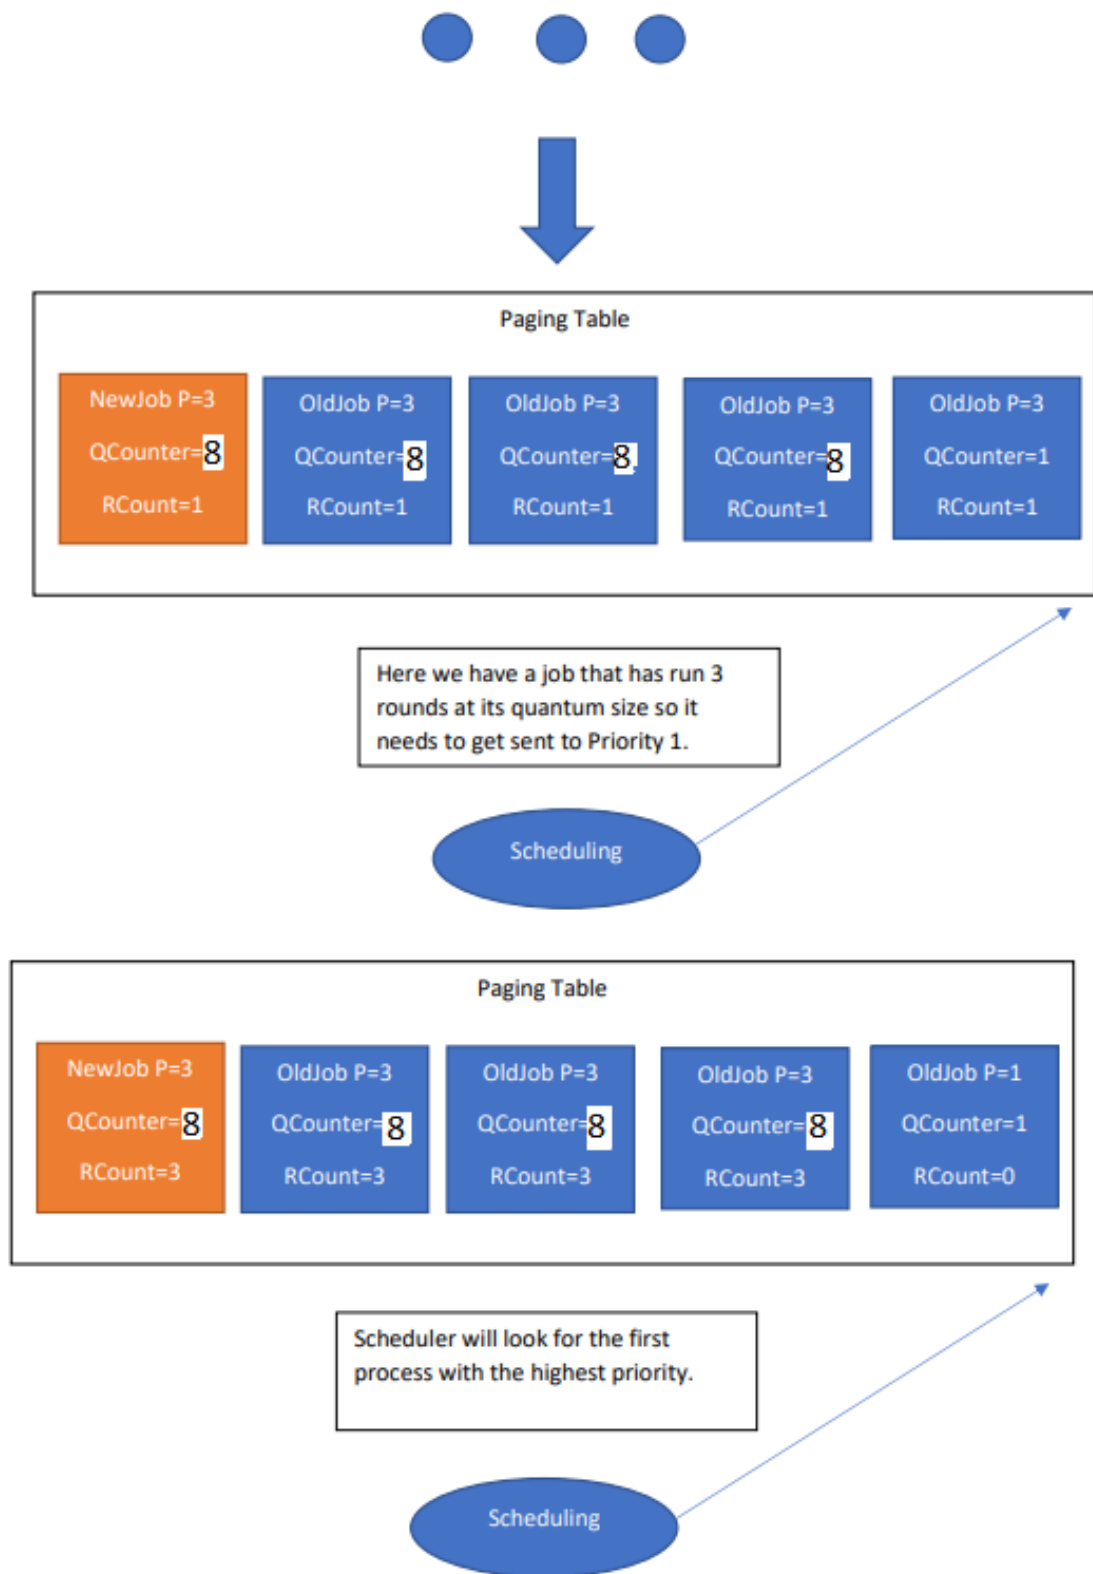 Paging Table
NewJob P=3
QCounter=8
RCount=1
OldJob P=3
QCounter=8
RCount=1
OldJob P=3
QCounter=8
RCount=1
OldJob P=3
QCounter=8
RCount=1
OldJob P=3
QCounter=1
RCount=1
Here we have a job that has run 3
rounds at its quantum size so it
needs to get sent to Priority 1.
Scheduling
Paging Table
NewJob P=3
QCounter=8
RCount=3
OldJob P=3
QCounter=8
RCount=3
OldJob P=3
QCounter=8
RCount=3
OldJob P=3
QCounter=8
RCount=3
OldJob P=1
QCounter=1
RCount=0
Scheduler will look for the first
process with the highest priority.
Scheduling